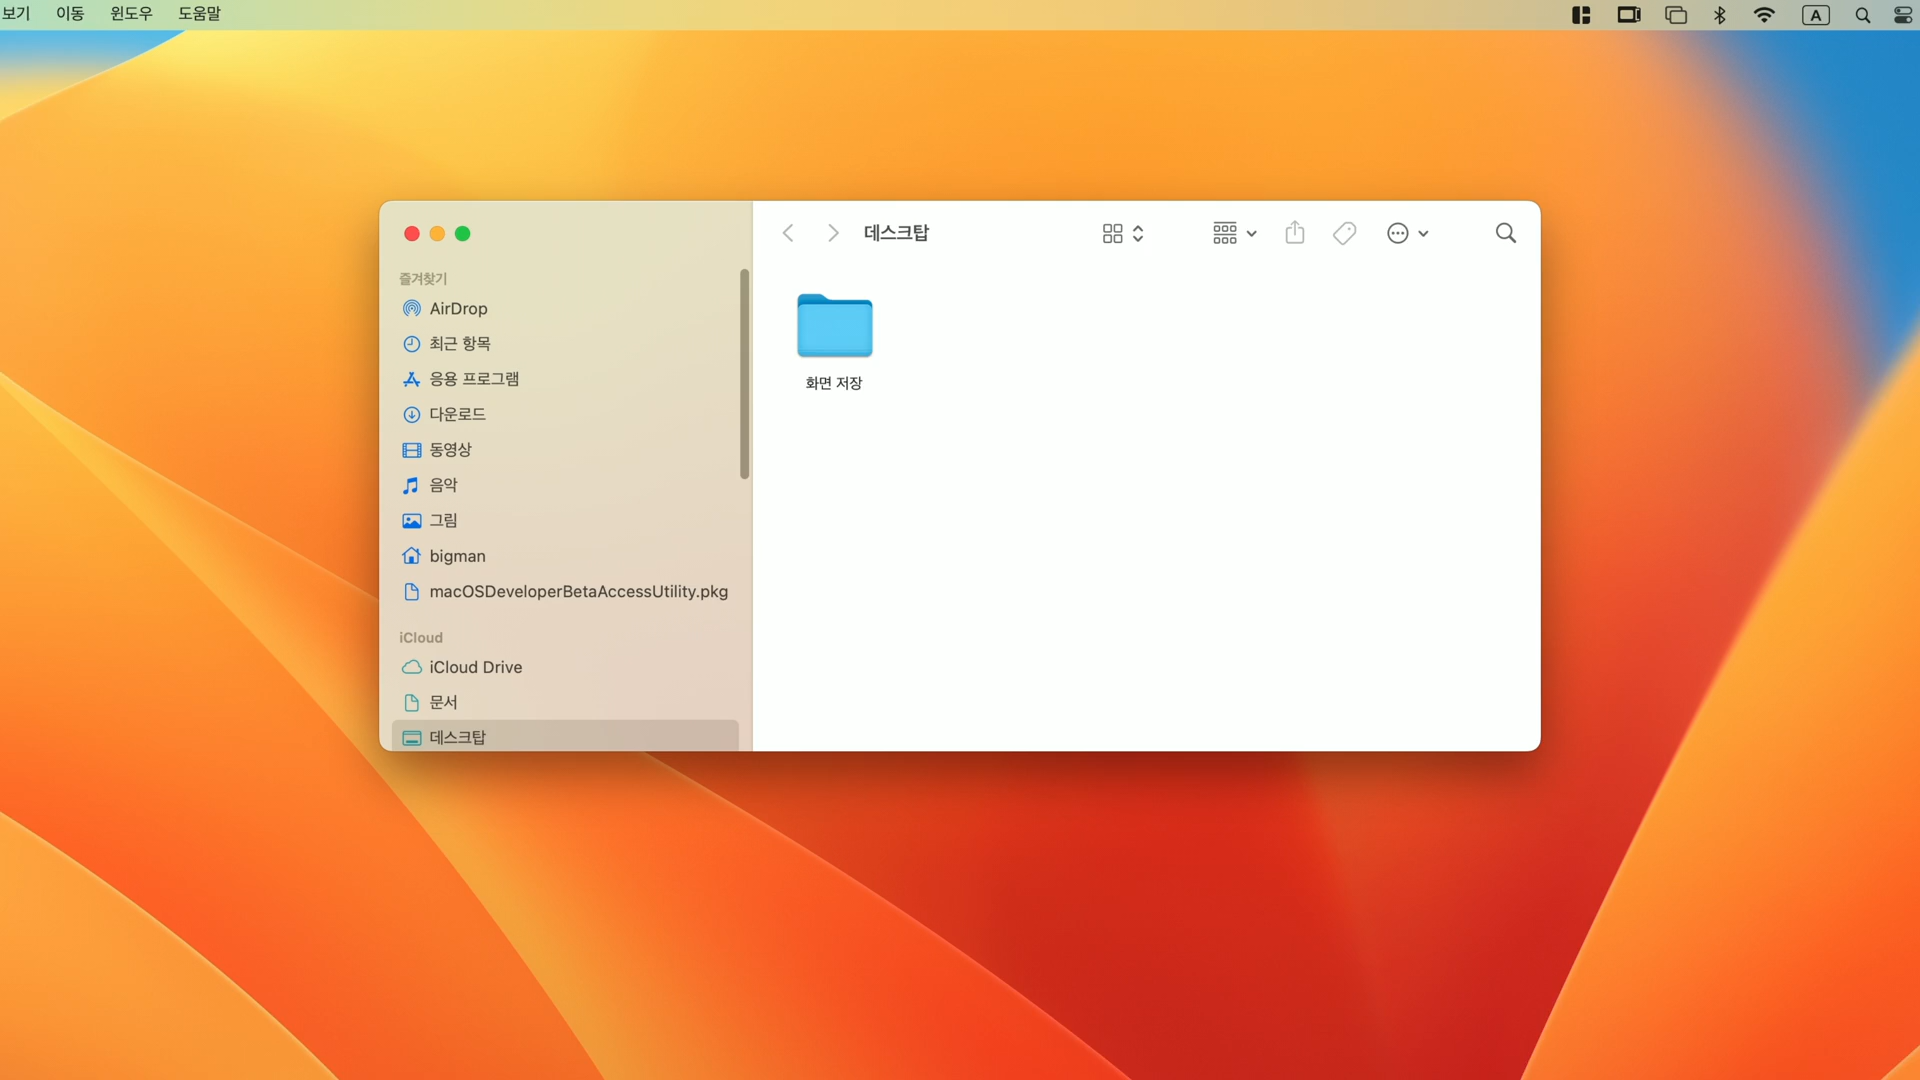 보기 이동 윈도우 도움말 A
데스크탑
즐겨찾기
AirDrop
최근 항목
응용 프로그램
다운로드
동영상
음악
그림
bigman
macOSDeveloperBetaAccessUtility.pkg
iCloud
iCloud Drive
문서
데스크탑
화면 저장